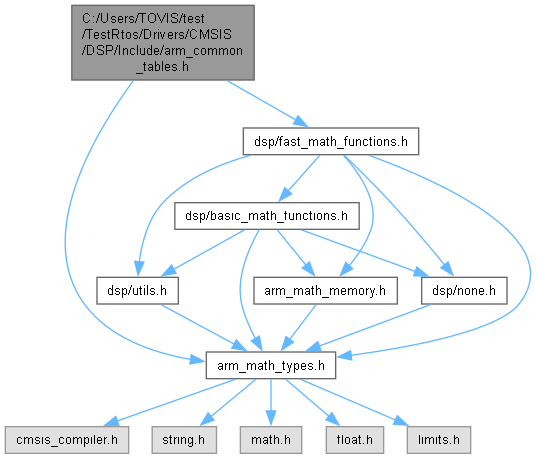 C:/Users/TOVIS/test
/TestRtos/Drivers/CMSIS
/DSP/Include/arm_common
_tables.h
dsp/fast_math_functions.h
dsp/basic_math_functions.h
dsp/utils.h
arm_math_memory.h
dsp/none.h
arm_math_types.h
cmsis_compiler.h
string.h
math.h
float.h
limits.h